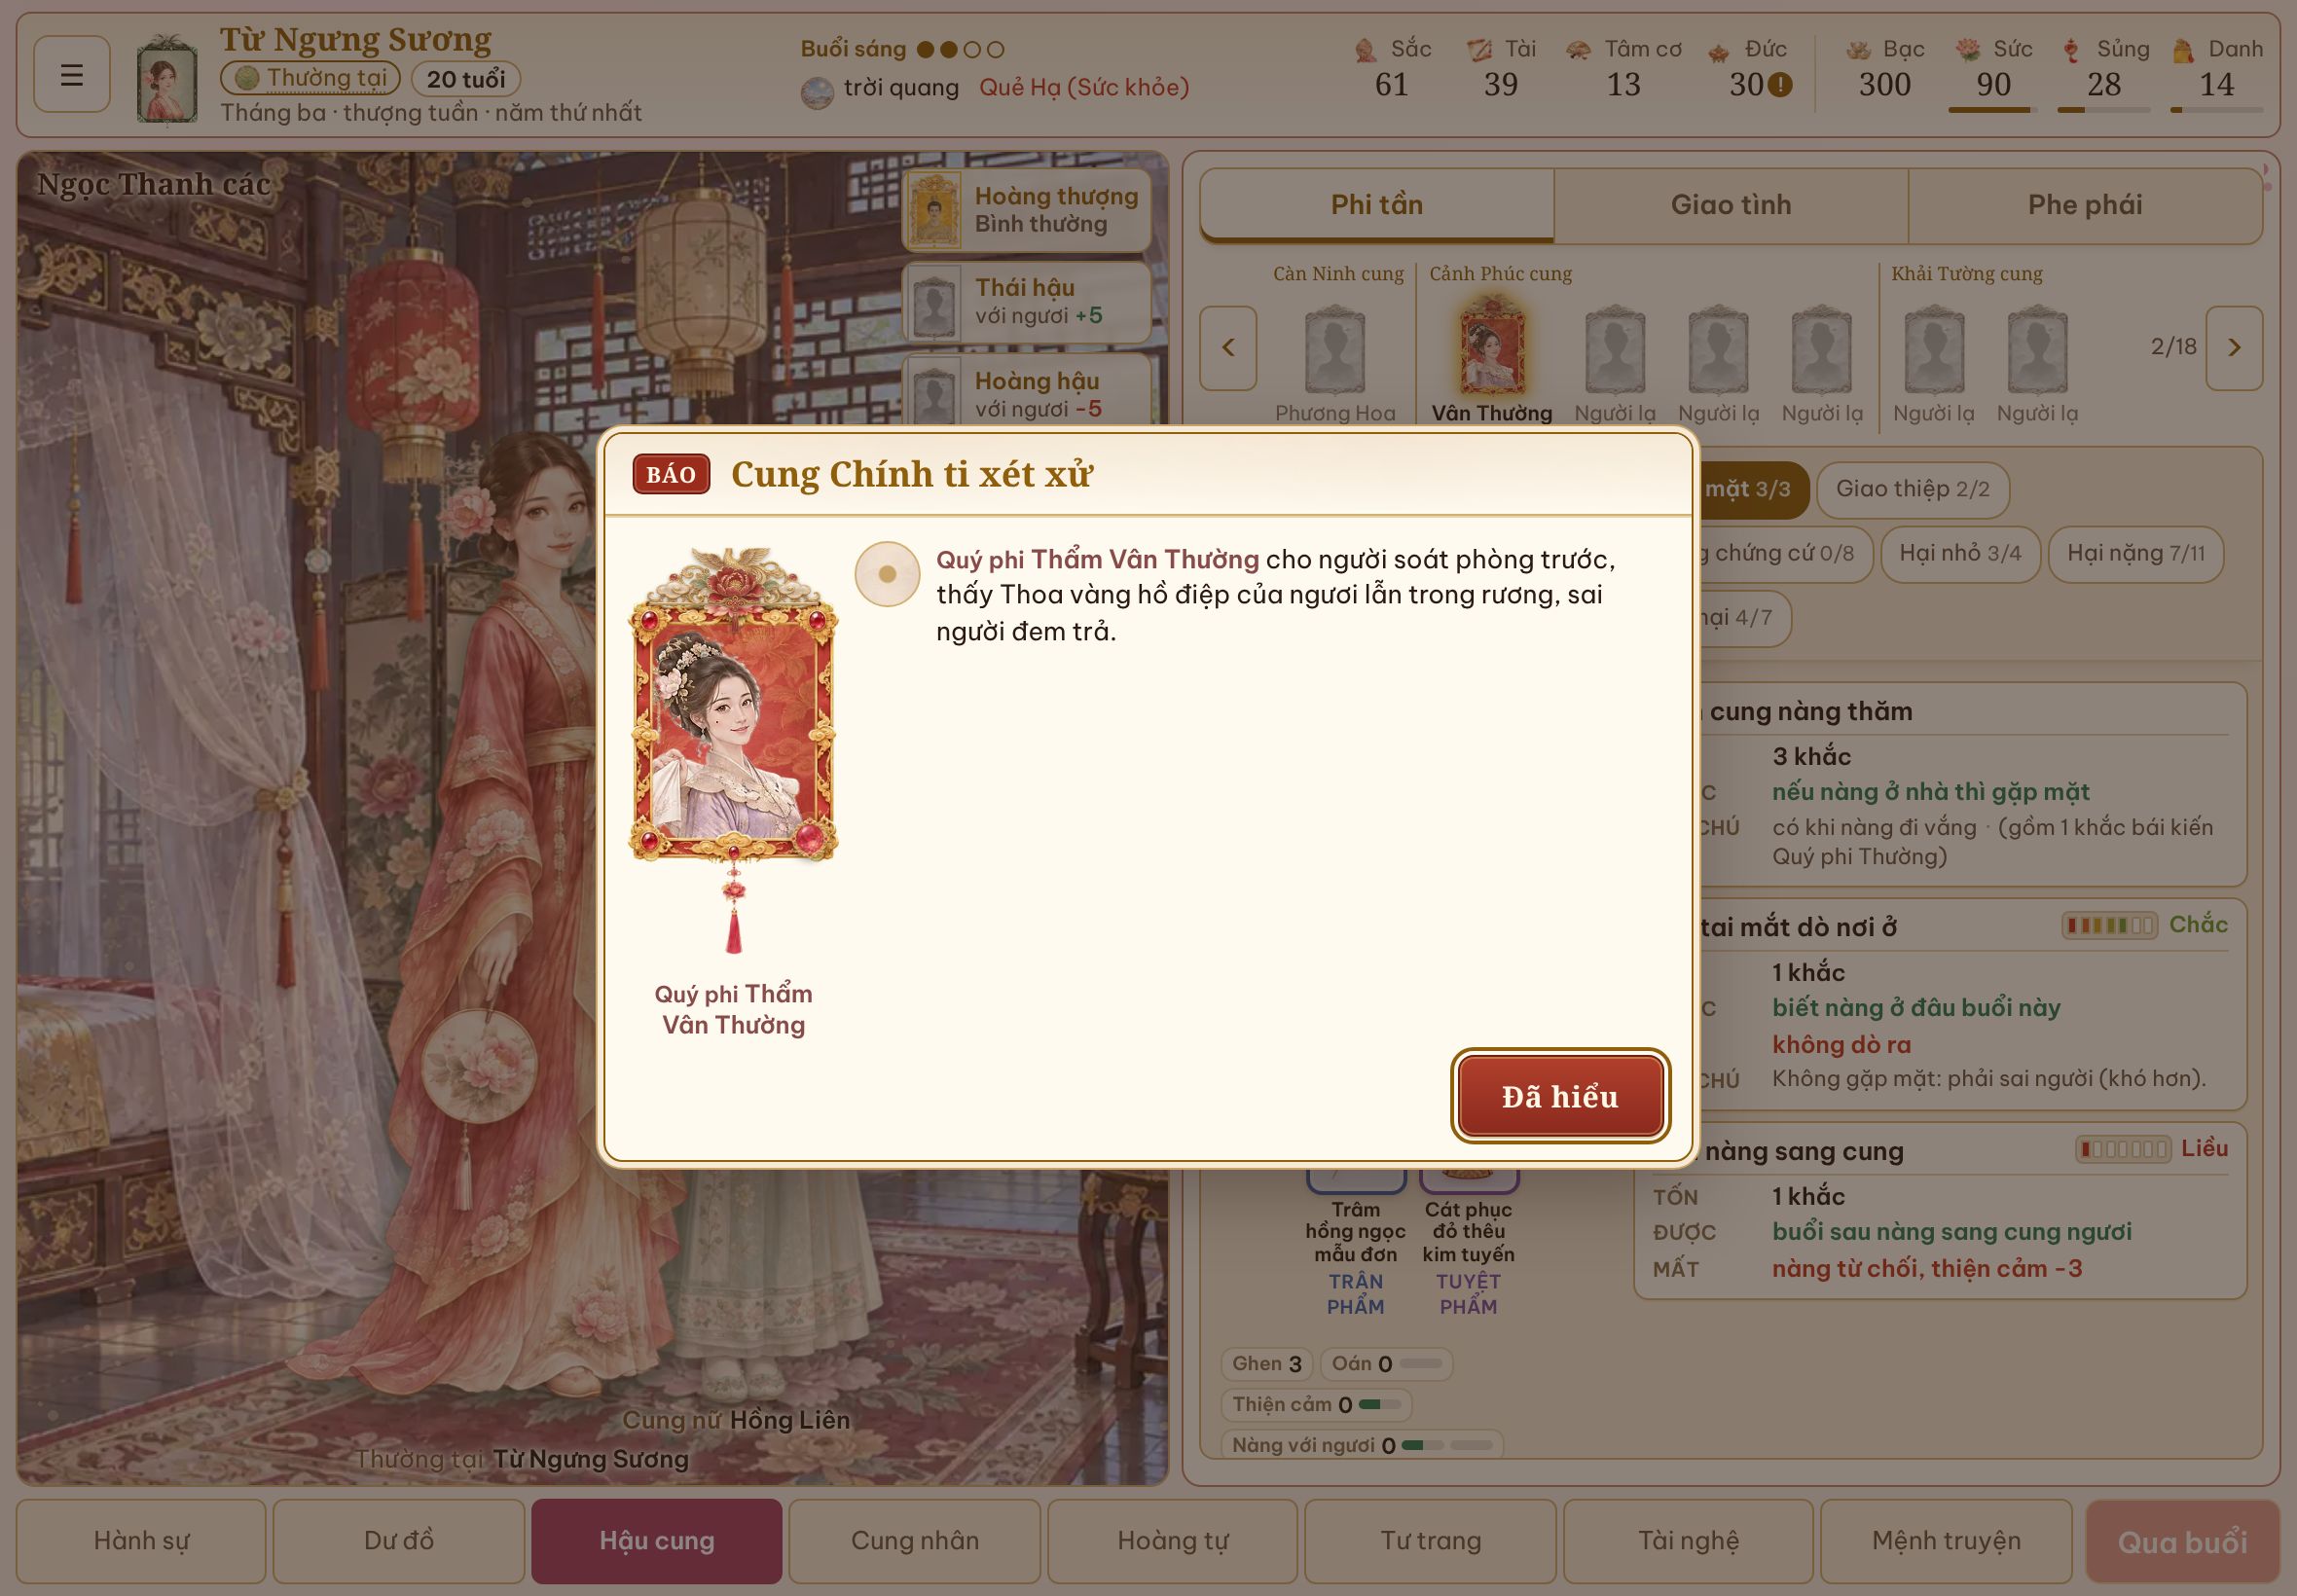 Từ Ngưng Sương
Thường tại
20 tuổi
Tháng ba · thượng tuần · năm thứ nhất
Buổi sáng
trời quang Quẻ Hạ (Sức khỏe)
Sắc
61
Tài
39
Tâm cơ
13
Đức
30 !
Bạc
300
Sức
90
Sủng
28
Danh
14
Ngọc Thanh các
Hoàng thượng
Bình thường
Thái hậu
với ngươi +5
Hoàng hậu
với ngươi -5
Phi tần
Giao tình
Phe phái
Càn Ninh cung
Cảnh Phúc cung
Khải Tường cung
Phương Hoa
Vân Thường
Người lạ
Người lạ
Người lạ
Người lạ
Người lạ
2/18
mặt 3/3
Giao thiệp 2/2
chứng cứ 0/8
Hại nhỏ 3/4
Hại nặng 7/11
4/7
BÁO
Cung Chính ti xét xử
Quý phi Thẩm Vân Thường cho người soát phòng trước,
thấy Thoa vàng hồ điệp của ngươi lẫn trong rương, sai
người đem trả.
Quý phi Thẩm
Vân Thường
Đã hiểu
cung nàng thăm
3 khắc
nếu nàng ở nhà thì gặp mặt
CHÚ
có khi nàng đi vắng · (gồm 1 khắc bái kiến
Quý phi Thường)
tai mắt dò nơi ở
Chắc
1 khắc
biết nàng ở đâu buổi này
không dò ra
CHÚ
Không gặp mặt: phải sai người (khó hơn).
nàng sang cung
Liều
TỐN
1 khắc
ĐƯỢC
buổi sau nàng sang cung ngươi
MẤT
nàng từ chối, thiện cảm -3
Trâm
hồng ngọc
mẫu đơn
TRÂN
PHẨM
Cát phục
đỏ thêu
kim tuyến
TUYỆT
PHẨM
Ghen 3
Oán 0
Thiện cảm 0
Nàng với ngươi 0
Cung nữ Hồng Liên
Thường tại Từ Ngưng Sương
Hành sự
Dư đồ
Hậu cung
Cung nhân
Hoàng tự
Tư trang
Tài nghệ
Mệnh truyện
Qua buổi